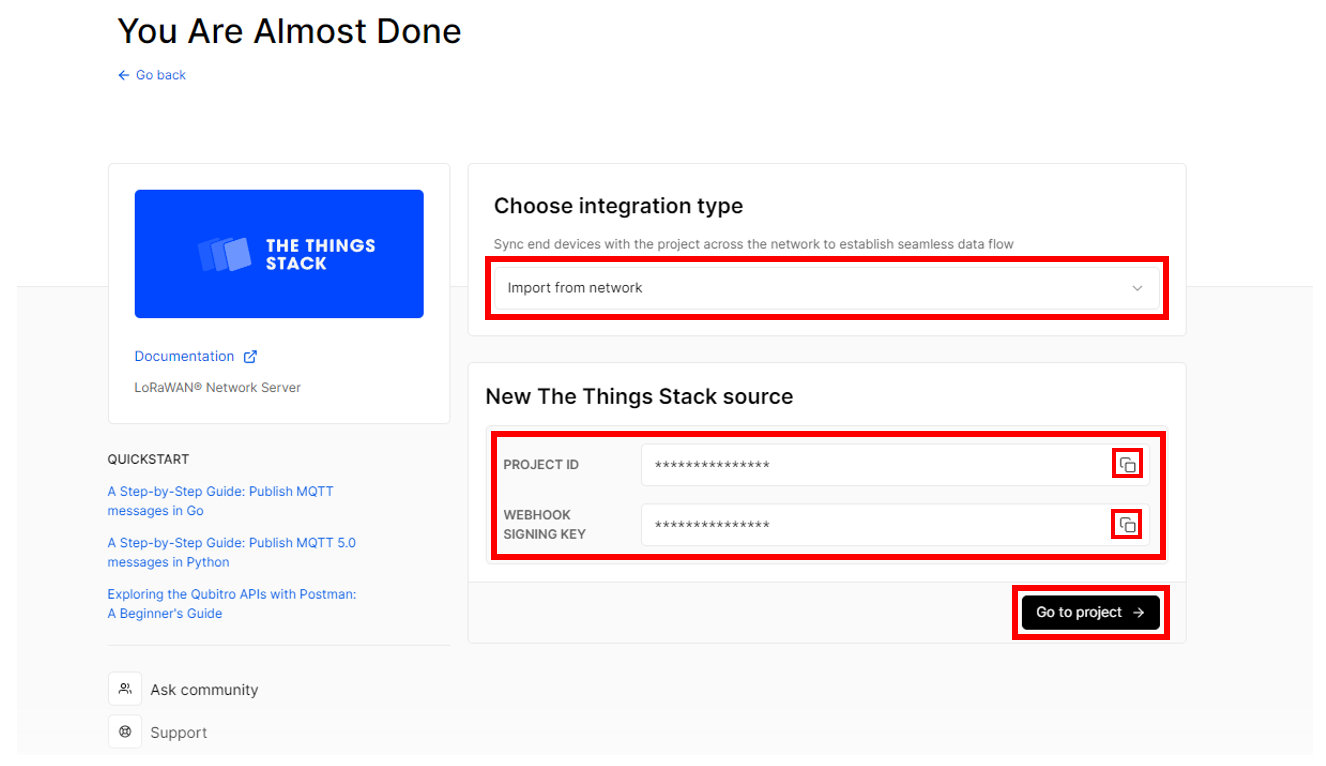 You Are Almost Done
Go back
THE THINGS
STACK
Documentation
LoRaWAN® Network Server
QUICKSTART
A Step-by-Step Guide: Publish MQTT
messages in Go
A Step-by-Step Guide: Publish MQTT 5.0
messages in Python
Exploring the Qubitro APIs with Postman:
A Beginner's Guide
Ask community
Support
Choose integration type
Sync end devices with the project across the network to establish seamless data flow
Import from network
New The Things Stack source
PROJECT ID
***************
WEBHOOK
SIGNING KEY
***************
Go to project